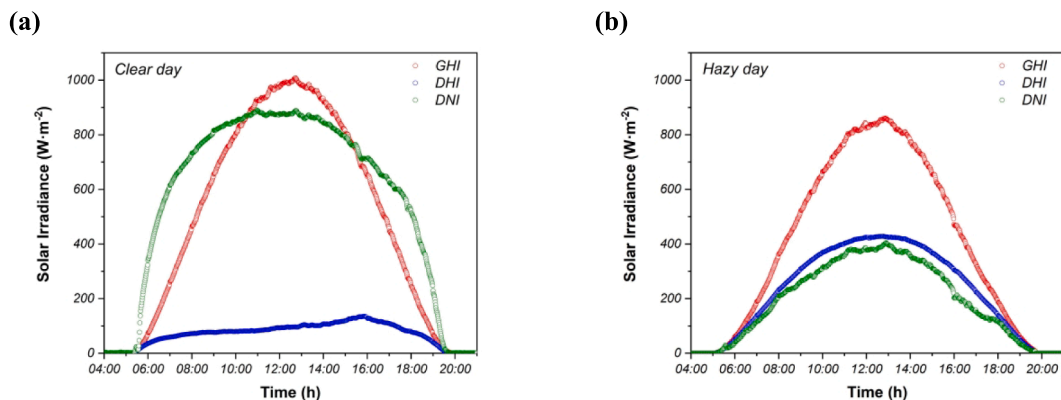 (a)
Clear day
GHI
DHI
DNI
Solar Irradiance (W·m⁻²)
1000
800
600
400
200
0
04:00 06:00 08:00 10:00 12:00 14:00 16:00 18:00 20:00
Time (h)
(b)
Hazy day
GHI
DHI
DNI
Solar Irradiance (W·m⁻²)
1000
800
600
400
200
0
04:00 06:00 08:00 10:00 12:00 14:00 16:00 18:00 20:00
Time (h)